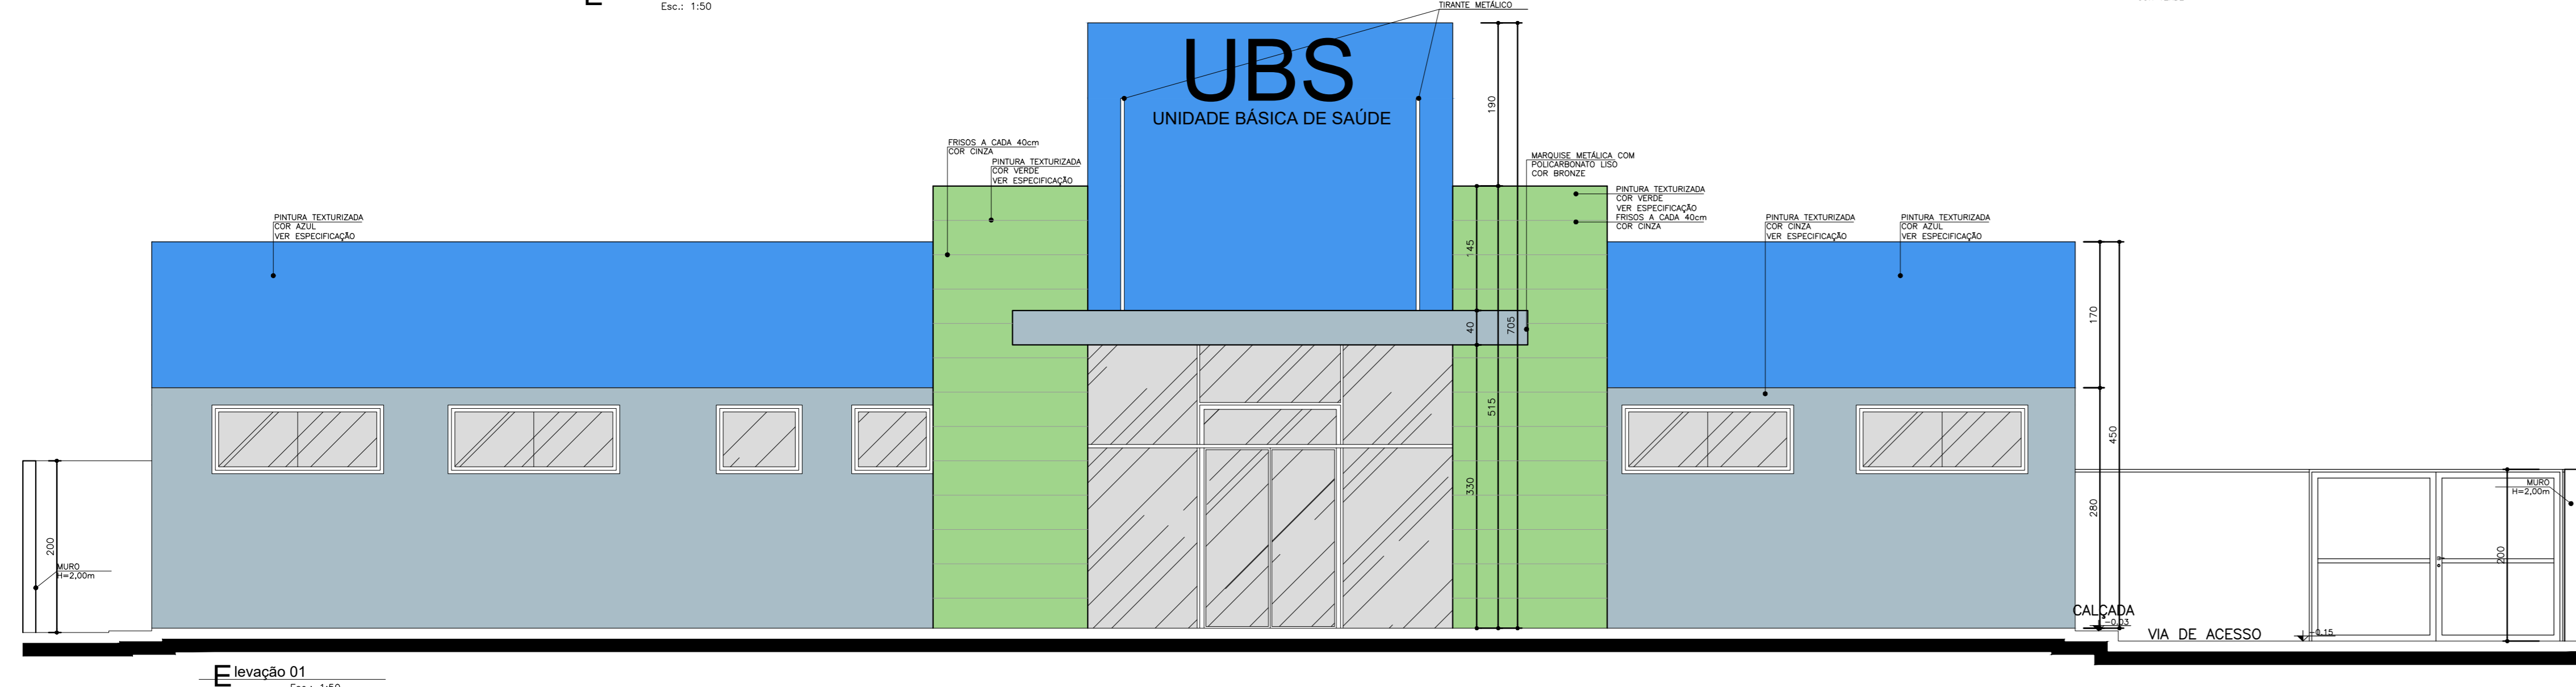 Esc.: 1:50
TIRANTE METÁLICO
UBS
UNIDADE BÁSICA DE SAÚDE
190
FRISOS A CADA 40cm
COR CINZA
PINTURA TEXTURIZADA
COR VERDE
VER ESPECIFICAÇÃO
MARQUISE METÁLICA COM
POLICARBONATO LISO
COR BRONZE
PINTURA TEXTURIZADA
COR VERDE
VER ESPECIFICAÇÃO
FRISOS A CADA 40cm
COR CINZA
PINTURA TEXTURIZADA
COR AZUL
VER ESPECIFICAÇÃO
PINTURA TEXTURIZADA
COR CINZA
VER ESPECIFICAÇÃO
PINTURA TEXTURIZADA
COR AZUL
VER ESPECIFICAÇÃO
145
40
705
170
515
450
330
280
200
MURO
H=2,00m
MURO
H=2,00m
200
CALÇADA
-0.03
VIA DE ACESSO
-0.15
Elevação 01
Esc.: 1:50